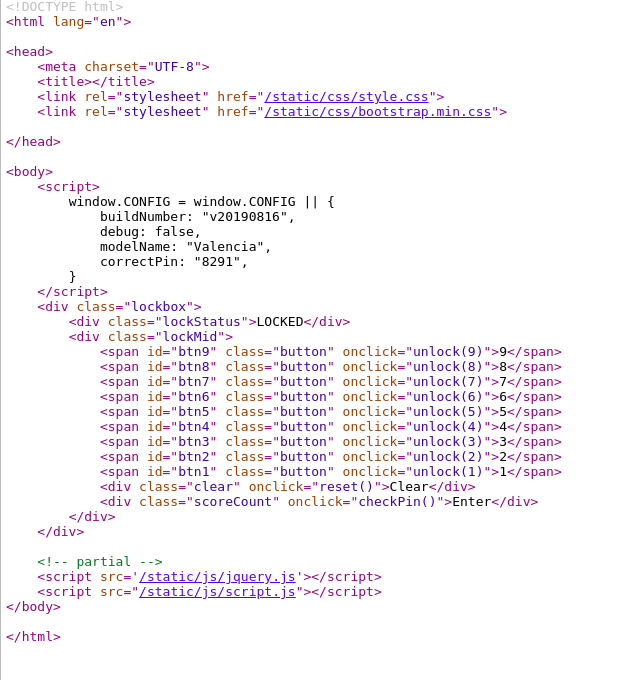 <!DOCTYPE html>
<html lang="en">
<head>
<meta charset="UTF-8">
<title></title>
<link rel="stylesheet" href="/static/css/style.css">
<link rel="stylesheet" href="/static/css/bootstrap.min.css">
</head>
<body>
<script>
window.CONFIG = window.CONFIG || {
buildNumber: "v20190816",
debug: false,
modelName: "Valencia",
correctPin: "8291",
}
</script>
<div class="lockbox">
<div class="lockStatus">LOCKED</div>
<div class="lockMid">
<span id="btn9" class="button" onclick="unlock(9)">9</span>
<span id="btn8" class="button" onclick="unlock(8)">8</span>
<span id="btn7" class="button" onclick="unlock(7)">7</span>
<span id="btn6" class="button" onclick="unlock(6)">6</span>
<span id="btn5" class="button" onclick="unlock(5)">5</span>
<span id="btn4" class="button" onclick="unlock(4)">4</span>
<span id="btn3" class="button" onclick="unlock(3)">3</span>
<span id="btn2" class="button" onclick="unlock(2)">2</span>
<span id="btn1" class="button" onclick="unlock(1)">1</span>
<div class="clear" onclick="reset()">Clear</div>
<div class="scoreCount" onclick="checkPin()">Enter</div>
</div>
</div>
<!-- partial -->
<script src='/static/js/jquery.js'></script>
<script src="/static/js/script.js"></script>
</body>
</html>